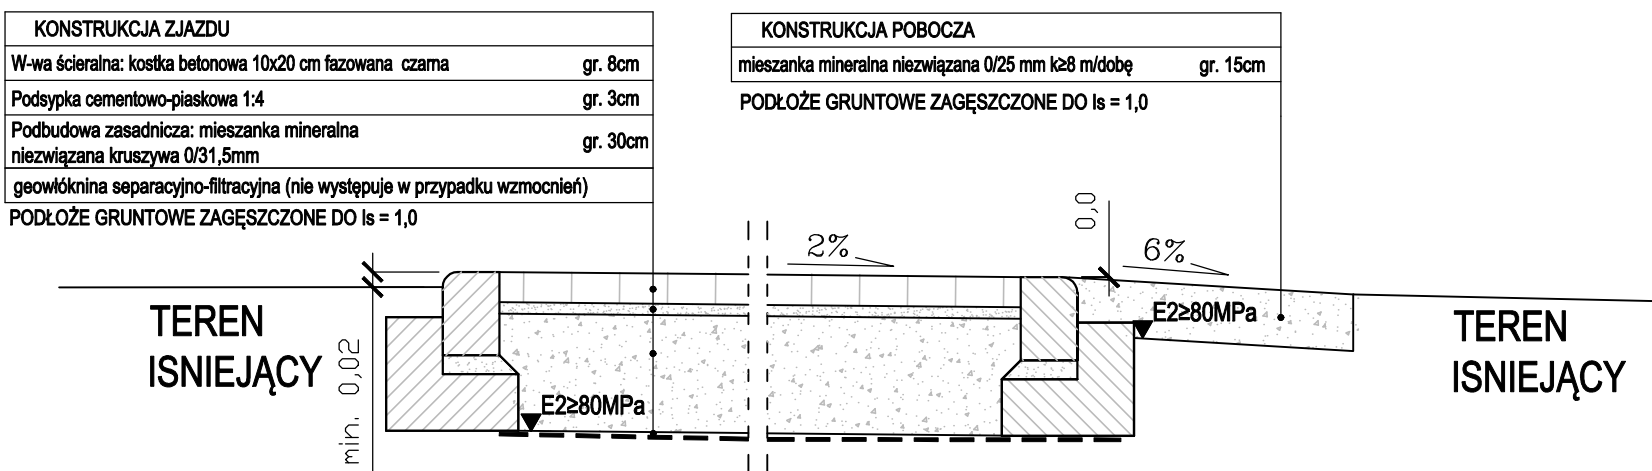 KONSTRUKCJA ZJAZDU
W-wa ścieralna: kostka betonowa 10x20 cm fazowana czarna gr. 8cm
Podsypka cementowo-piaskowa 1:4 gr. 3cm
Podbudowa zasadnicza: mieszanka mineralna
niezwiązana kruszywa 0/31,5mm gr. 30cm
geowłóknina separacyjno-filtracyjna (nie występuje w przypadku wzmocnień)
PODŁOŻE GRUNTOWE ZAGĘSZCZONE DO Is = 1,0
KONSTRUKCJA POBOCZA
mieszanka mineralna niezwiązana 0/25 mm k≥8 m/dobę gr. 15cm
PODŁOŻE GRUNTOWE ZAGĘSZCZONE DO Is = 1,0
2%
0,0
6%
TEREN
ISNIEJĄCY
min. 0,02
E2≥80MPa
E2≥80MPa
TEREN
ISNIEJĄCY